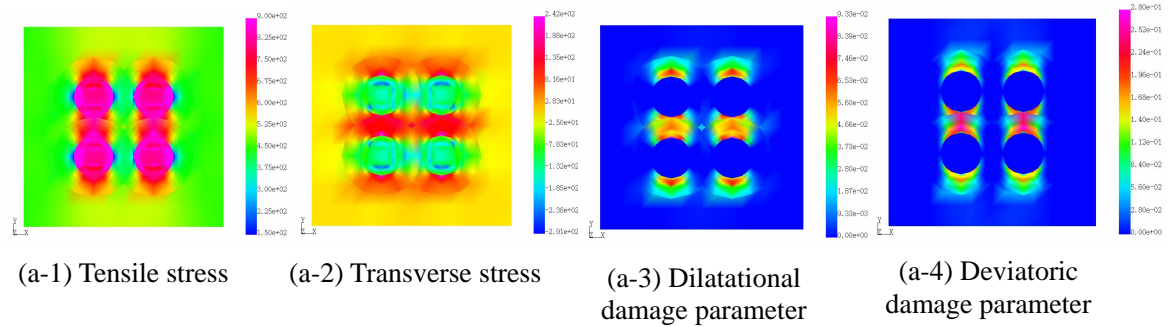 9.00e+02
8.25e+02
7.50e+02
6.75e+02
6.00e+02
5.25e+02
4.50e+02
3.75e+02
3.00e+02
2.25e+02
1.50e+02
Y
Z X
2.42e+02
1.88e+02
1.35e+02
8.19e+01
2.87e+01
-2.50e+01
-7.83e+01
-1.32e+02
-1.85e+02
-2.38e+02
-2.91e+02
Y
Z X
9.33e-02
8.40e-02
7.46e-02
6.53e-02
5.60e-02
4.66e-02
3.73e-02
2.80e-02
1.87e-02
9.33e-03
0.00e+00
Y
Z X
2.80e-01
2.52e-01
2.24e-01
1.96e-01
1.68e-01
1.40e-01
1.12e-01
8.40e-02
5.60e-02
2.80e-02
0.00e+00
Y
Z X
(a-1) Tensile stress
(a-2) Transverse stress
(a-3) Dilatational
damage parameter
(a-4) Deviatoric
damage parameter